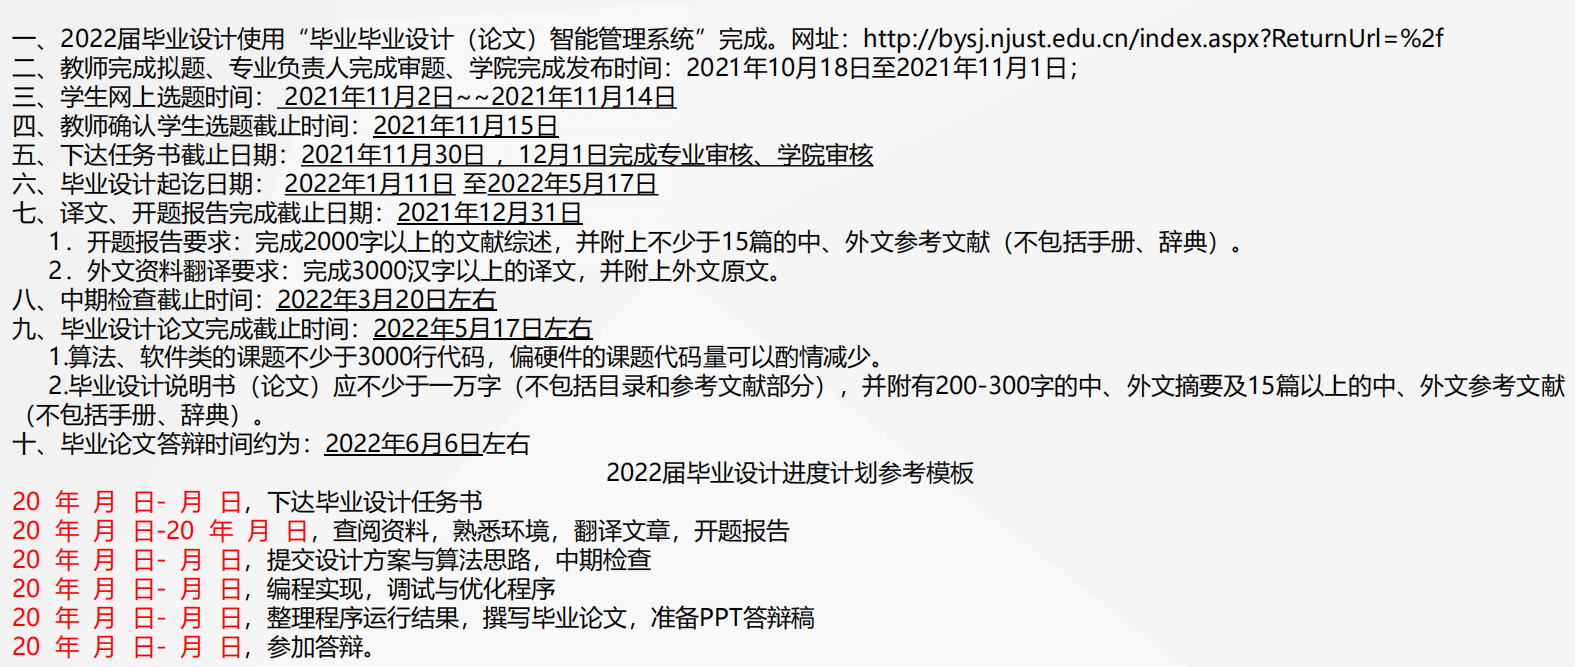 一、2022届毕业设计使用“毕业毕业设计（论文）智能管理系统”完成。网址：http://bysj.njust.edu.cn/index.aspx?ReturnUrl=%2f
二、教师完成拟题、专业负责人完成审题、学院完成发布时间：2021年10月18日至2021年11月1日；
三、学生网上选题时间： 2021年11月2日~~2021年11月14日
四、教师确认学生选题截止时间：2021年11月15日
五、下达任务书截止日期：2021年11月30日 ，12月1日完成专业审核、学院审核
六、毕业设计起讫日期： 2022年1月11日 至2022年5月17日
七、译文、开题报告完成截止日期：2021年12月31日
1．开题报告要求：完成2000字以上的文献综述，并附上不少于15篇的中、外文参考文献（不包括手册、辞典）。
2．外文资料翻译要求：完成3000汉字以上的译文，并附上外文原文。
八、中期检查截止时间：2022年3月20日左右
九、毕业设计论文完成截止时间：2022年5月17日左右
1.算法、软件类的课题不少于3000行代码，偏硬件的课题代码量可以酌情减少。
2.毕业设计说明书（论文）应不少于一万字（不包括目录和参考文献部分），并附有200-300字的中、外文摘要及15篇以上的中、外文参考文献
（不包括手册、辞典）。
十、毕业论文答辩时间约为：2022年6月6日左右
2022届毕业设计进度计划参考模板
20 年 月 日- 月 日，下达毕业设计任务书
20 年 月 日-20 年 月 日，查阅资料，熟悉环境，翻译文章，开题报告
20 年 月 日- 月 日，提交设计方案与算法思路，中期检查
20 年 月 日- 月 日，编程实现，调试与优化程序
20 年 月 日- 月 日，整理程序运行结果，撰写毕业论文，准备PPT答辩稿
20 年 月 日- 月 日，参加答辩。